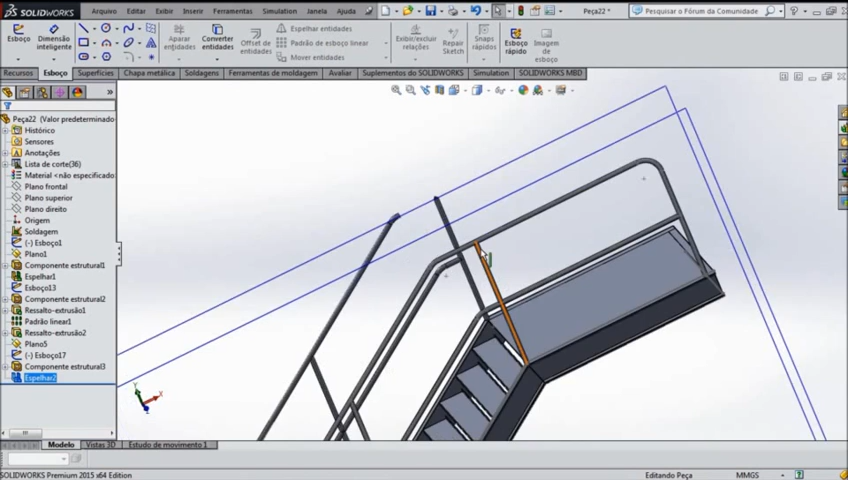 SOLIDWORKS Arquivo Editar Exibir Inserir Ferramentas Simulation Janela Ajuda Peça22 * Pesquisar o Fórum da Comunidade
Esboço Dimensão inteligente Aparar entidades Converter entidades Offset de entidades Espelhar entidades Exibir/excluir relações Repair Sketch Snaps rápidos Esboço rápido Imagem de esboço
Padrão de esboço linear
Mover entidades
Recursos Esboço Superfícies Chapa metálica Soldagens Ferramentas de moldagem Avaliar Suplementos do SOLIDWORKS Simulation SOLIDWORKS MBD
Peça22 (Valor predeterminado
Histórico
Sensores
Anotações
Lista de corte(36)
Material <não especificado
Plano frontal
Plano superior
Plano direito
Origem
Soldagem
(-) Esboço1
Plano1
Componente estrutural1
Espelhar1
Esboço13
Componente estrutural2
Ressalto-extrusão1
Padrão linear1
Ressalto-extrusão2
Plano5
(-) Esboço17
Componente estrutural3
Espelhar2
Y
X
Z
Modelo Vistas 3D Estudo de movimento 1
SOLIDWORKS Premium 2015 x64 Edition Editando Peça MMGS